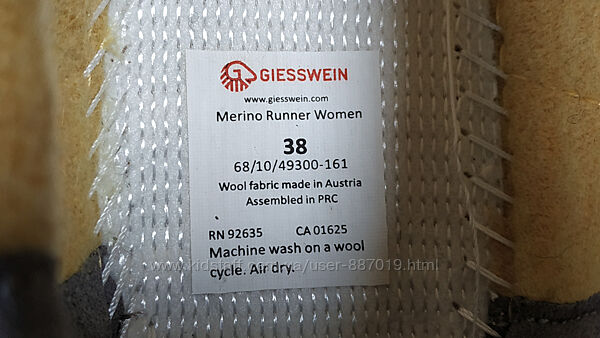 GIESSWEIN
www.giesswein.com
Merino Runner Women
38
68/10/49300-161
Wool fabric made in Austria
Assembled in PRC
RN 92635 CA 01625
Machine wash on a wool
cycle. Air dry.